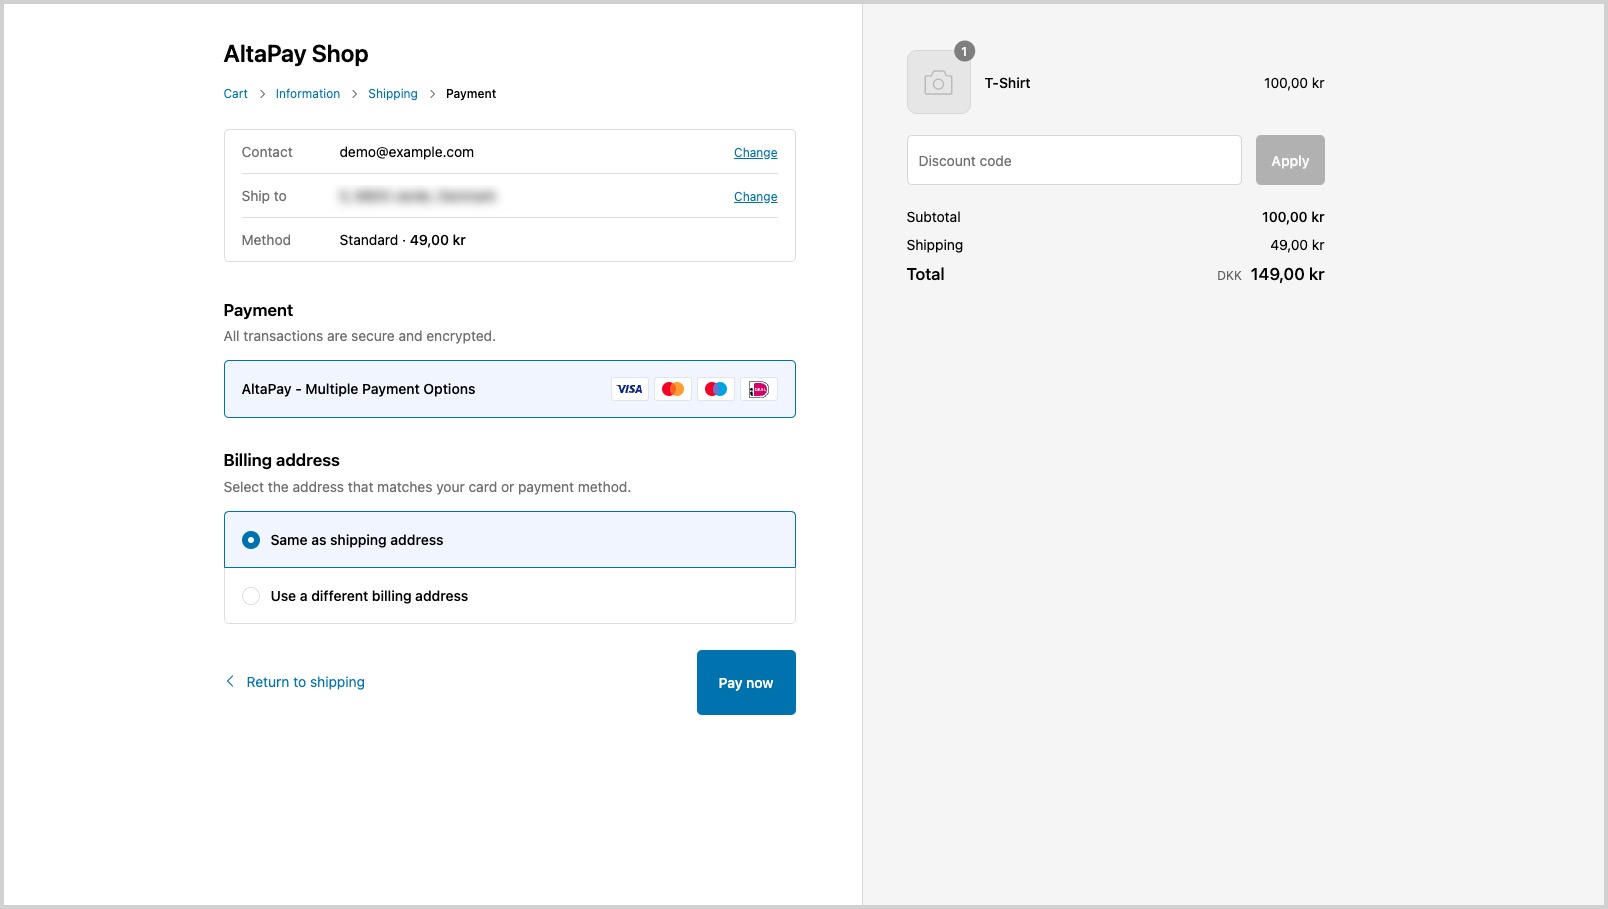 AltaPay Shop
Cart > Information > Shipping > Payment
Contact demo@example.com Change
Ship to Change
Method Standard · 49,00 kr
Payment
All transactions are secure and encrypted.
AltaPay - Multiple Payment Options VISA iDEAL
Billing address
Select the address that matches your card or payment method.
Same as shipping address
Use a different billing address
Return to shipping
Pay now
1
T-Shirt 100,00 kr
Discount code Apply
Subtotal 100,00 kr
Shipping 49,00 kr
Total DKK 149,00 kr